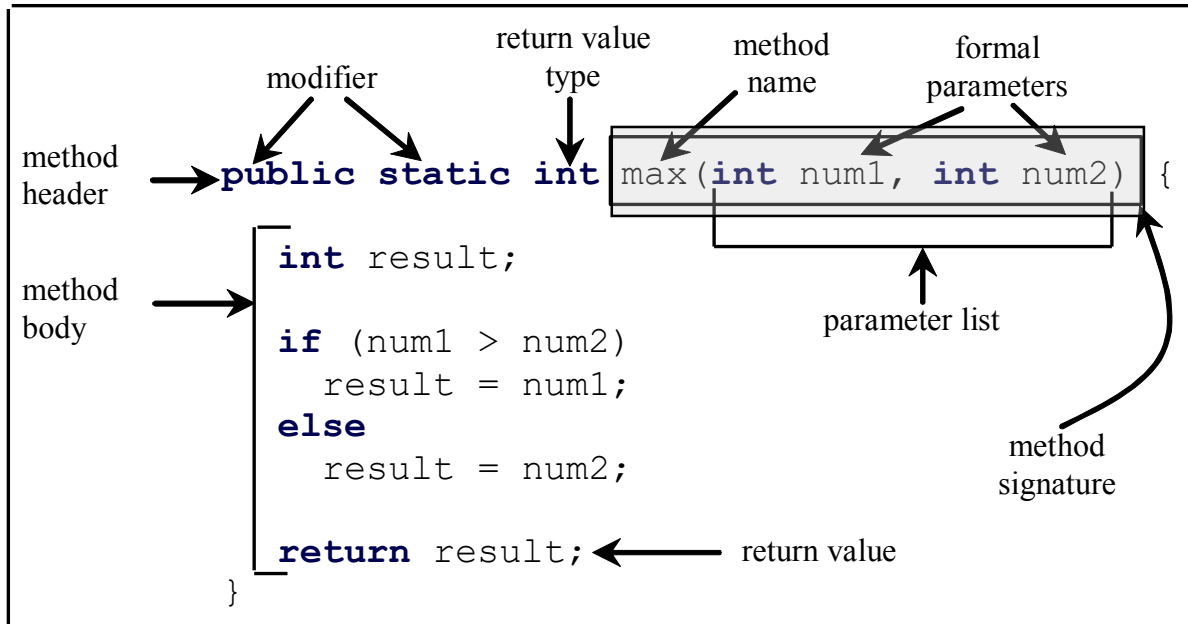 return value
type
method
name
formal
parameters
modifier
method
header
public static int max(int num1, int num2) {
int result;
method
body
parameter list
if (num1 > num2)
result = num1;
else
result = num2;
method
signature
return result;
return value
}